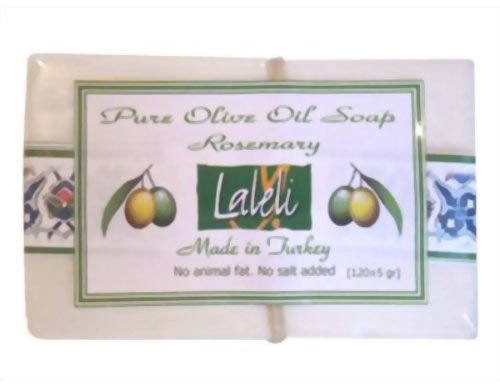 Pure Olive Oil Soap
Rosemary
Laleli
Made in Turkey
No animal fat. No salt added [120±5 gr]